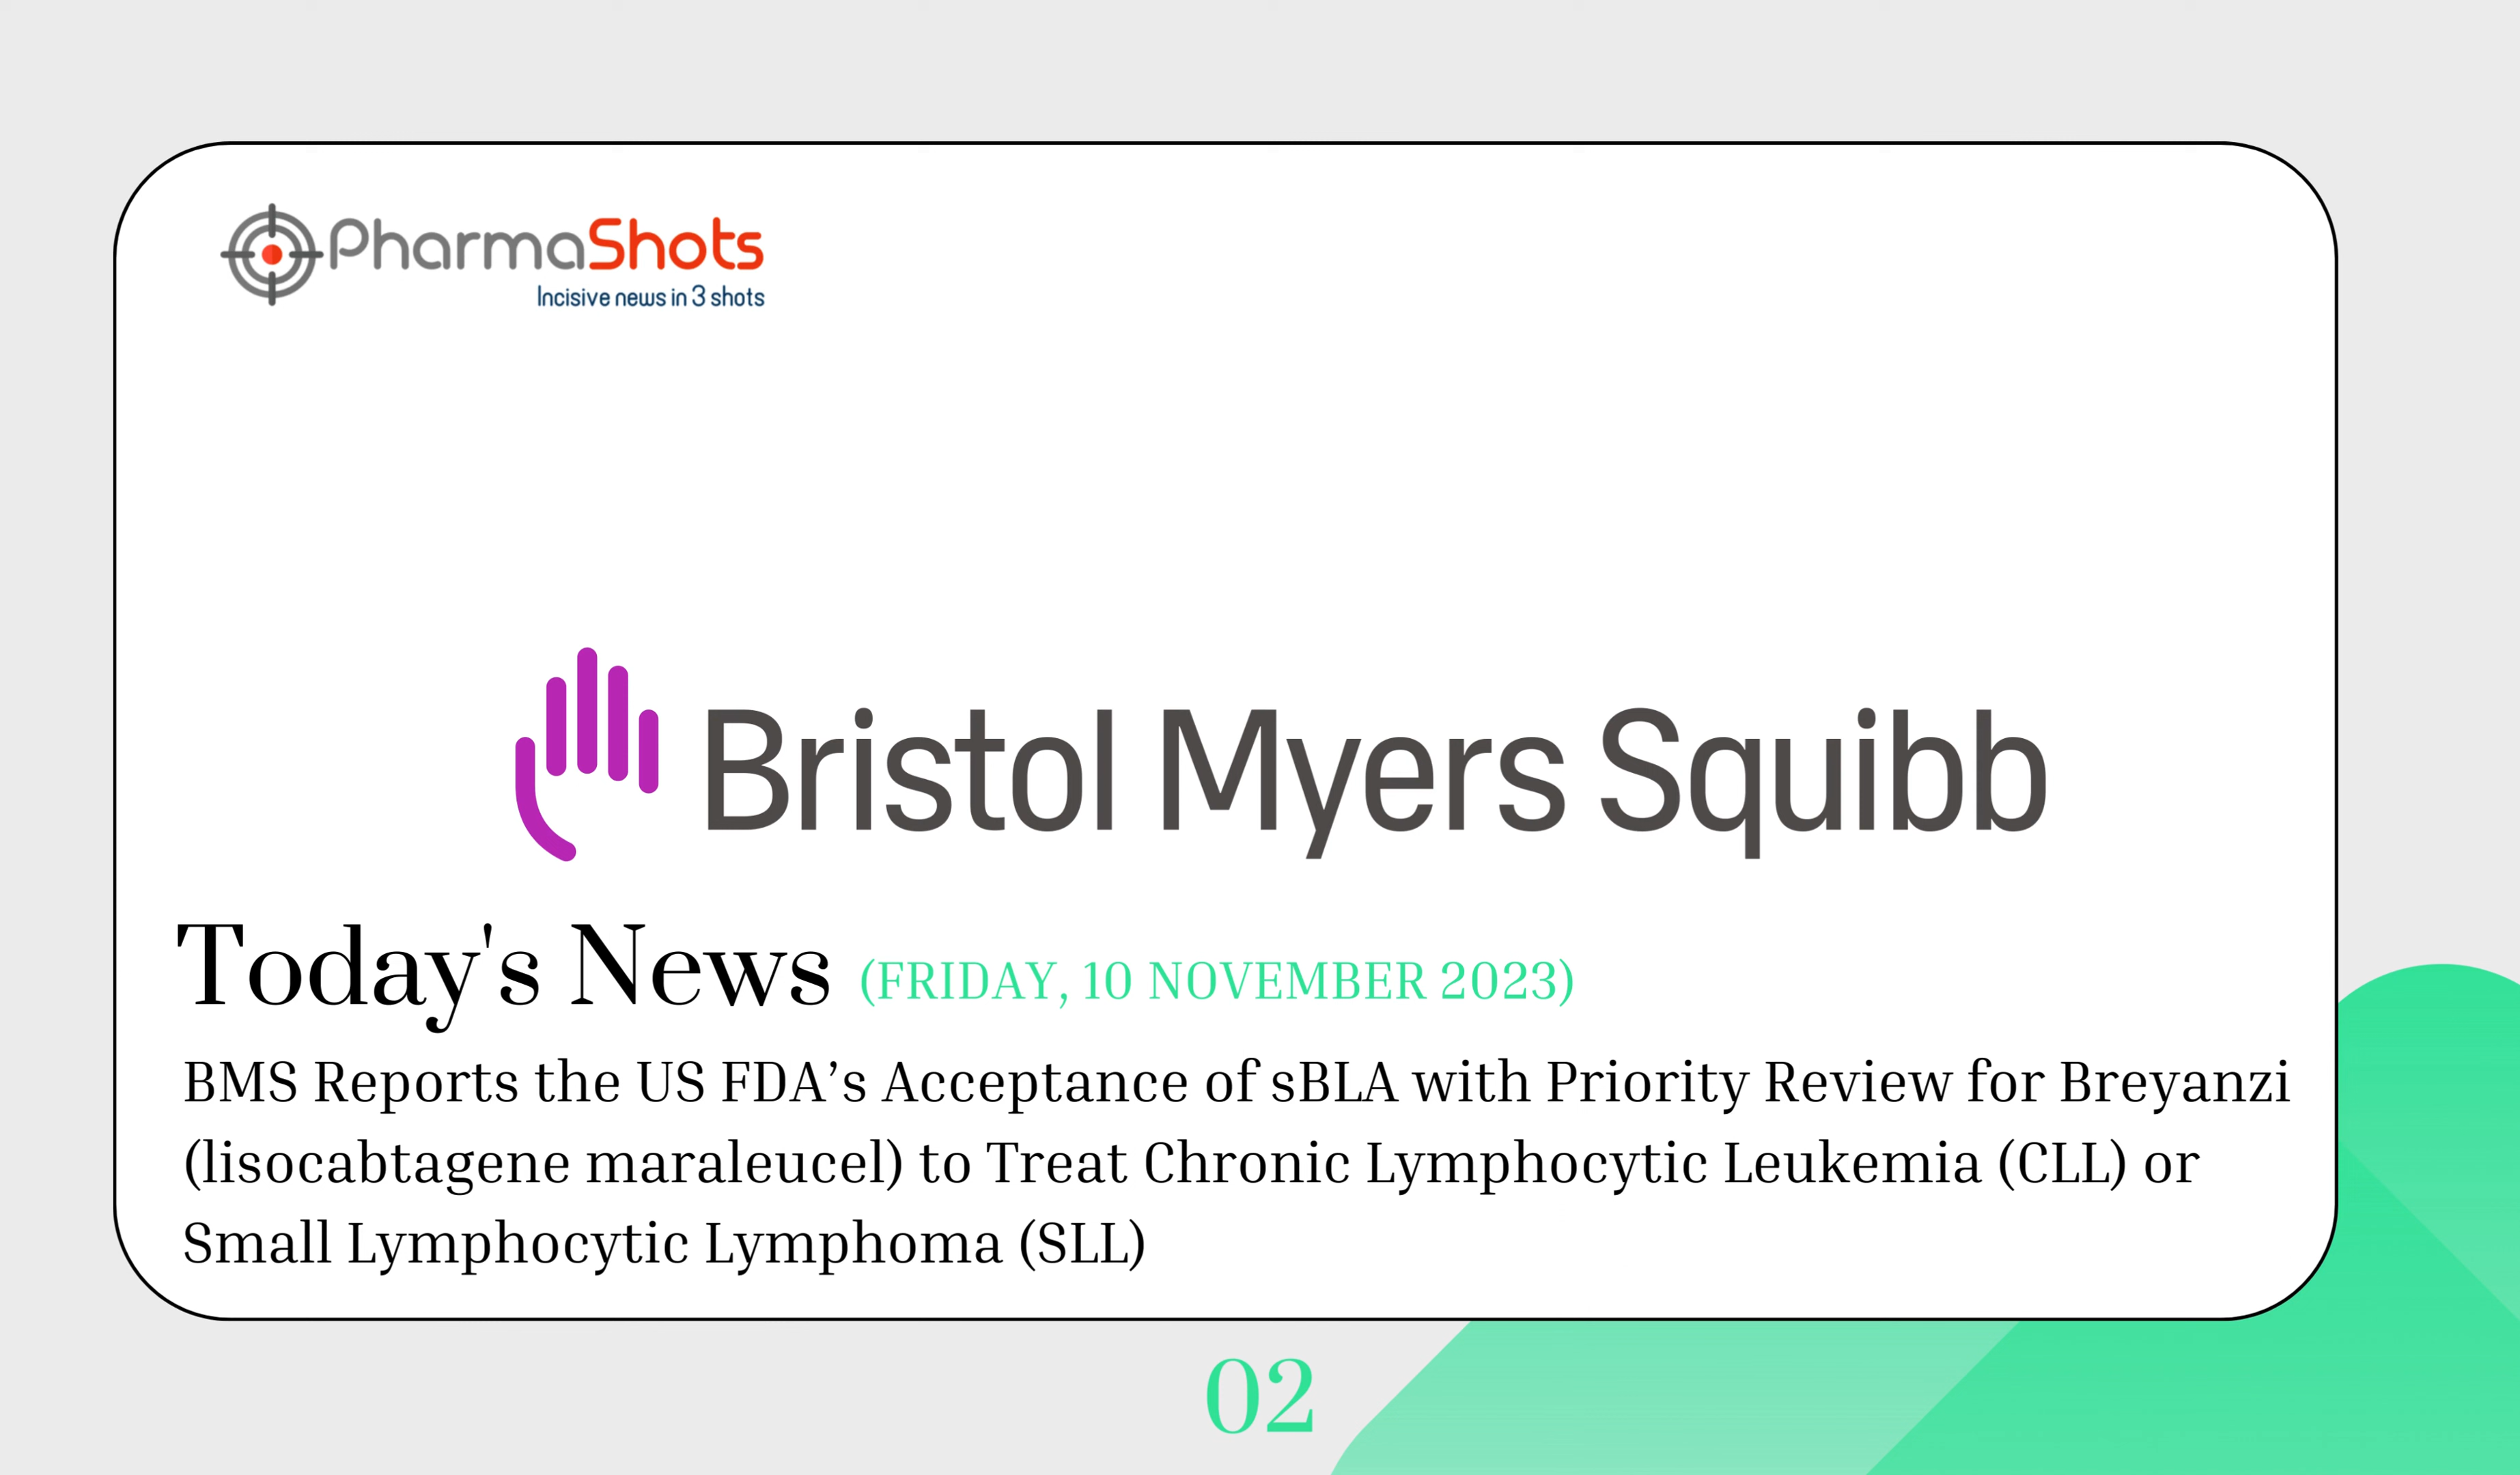 PharmaShots
Incisive news in 3 shots
Bristol Myers Squibb
Today's News (FRIDAY, 10 NOVEMBER 2023)
BMS Reports the US FDA’s Acceptance of sBLA with Priority Review for Breyanzi
(lisocabtagene maraleucel) to Treat Chronic Lymphocytic Leukemia (CLL) or
Small Lymphocytic Lymphoma (SLL)
02